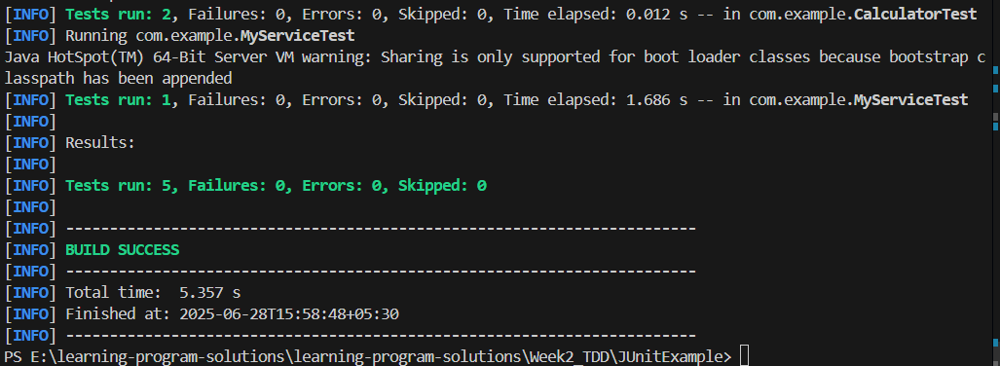 [INFO] Tests run: 2, Failures: 0, Errors: 0, Skipped: 0, Time elapsed: 0.012 s -- in com.example.CalculatorTest
[INFO] Running com.example.MyServiceTest
Java HotSpot(TM) 64-Bit Server VM warning: Sharing is only supported for boot loader classes because bootstrap c
lasspath has been appended
[INFO] Tests run: 1, Failures: 0, Errors: 0, Skipped: 0, Time elapsed: 1.686 s -- in com.example.MyServiceTest
[INFO]
[INFO] Results:
[INFO]
[INFO] Tests run: 5, Failures: 0, Errors: 0, Skipped: 0
[INFO]
[INFO] ------------------------------------------------------------------------
[INFO] BUILD SUCCESS
[INFO] ------------------------------------------------------------------------
[INFO] Total time:  5.357 s
[INFO] Finished at: 2025-06-28T15:58:48+05:30
[INFO] ------------------------------------------------------------------------
PS E:\learning-program-solutions\learning-program-solutions\Week2_TDD\JUnitExample>